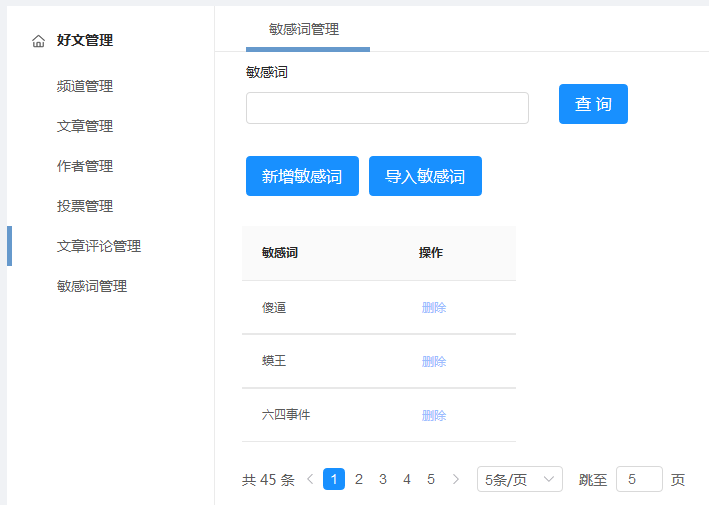 好文管理
频道管理
文章管理
作者管理
投票管理
文章评论管理
敏感词管理
敏感词管理
敏感词
查 询
新增敏感词 导入敏感词
敏感词 操作
傻逼 删除
蟆王 删除
六四事件 删除
共 45 条 1 2 3 4 5 5条/页 跳至 5 页